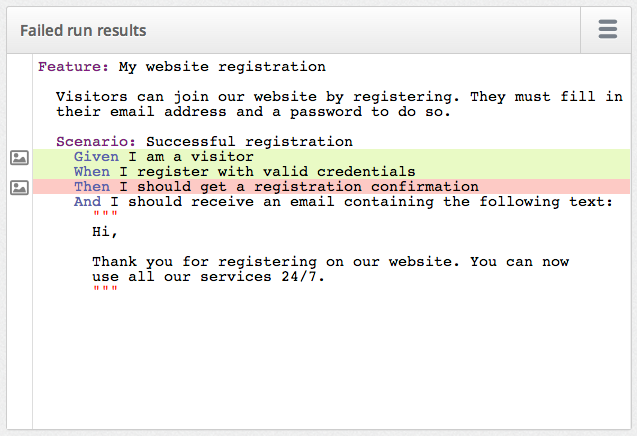 Failed run results
Feature: My website registration
Visitors can join our website by registering. They must fill in
their email address and a password to do so.
Scenario: Successful registration
Given I am a visitor
When I register with valid credentials
Then I should get a registration confirmation
And I should receive an email containing the following text:
"""
Hi,
Thank you for registering on our website. You can now
use all our services 24/7.
"""